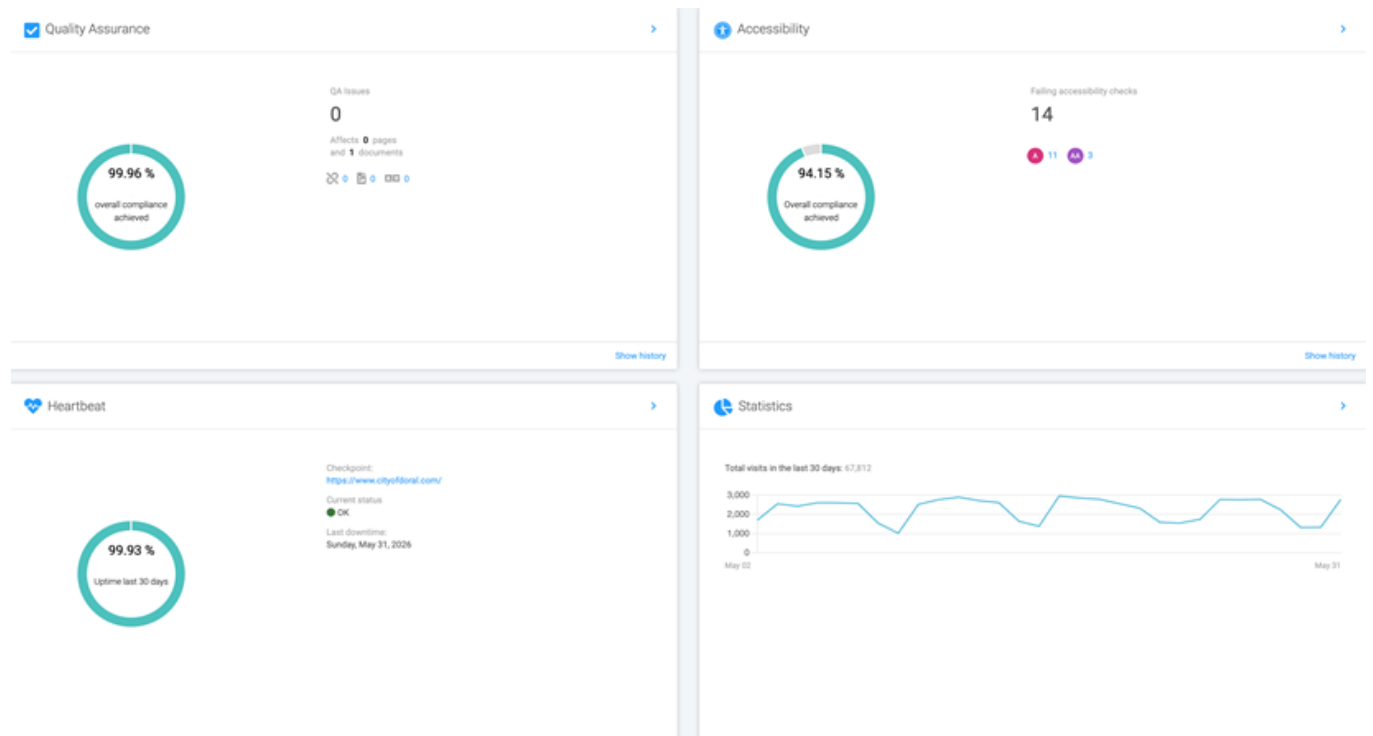 Quality Assurance
QA Issues
0
Affects 0 pages
and 1 documents
0 0 0
99.96 %
overall compliance
achieved
Show history
Accessibility
Failing accessibility checks
14
A 11 AA 3
94.15 %
Overall compliance
achieved
Show history
Heartbeat
Checkpoint:
https://www.cityofdoral.com/
Current status
OK
Last downtime:
Sunday, May 31, 2026
99.93 %
Uptime last 30 days
Statistics
Total visits in the last 30 days: 67,812
3,000
2,000
1,000
0
May 02
May 31